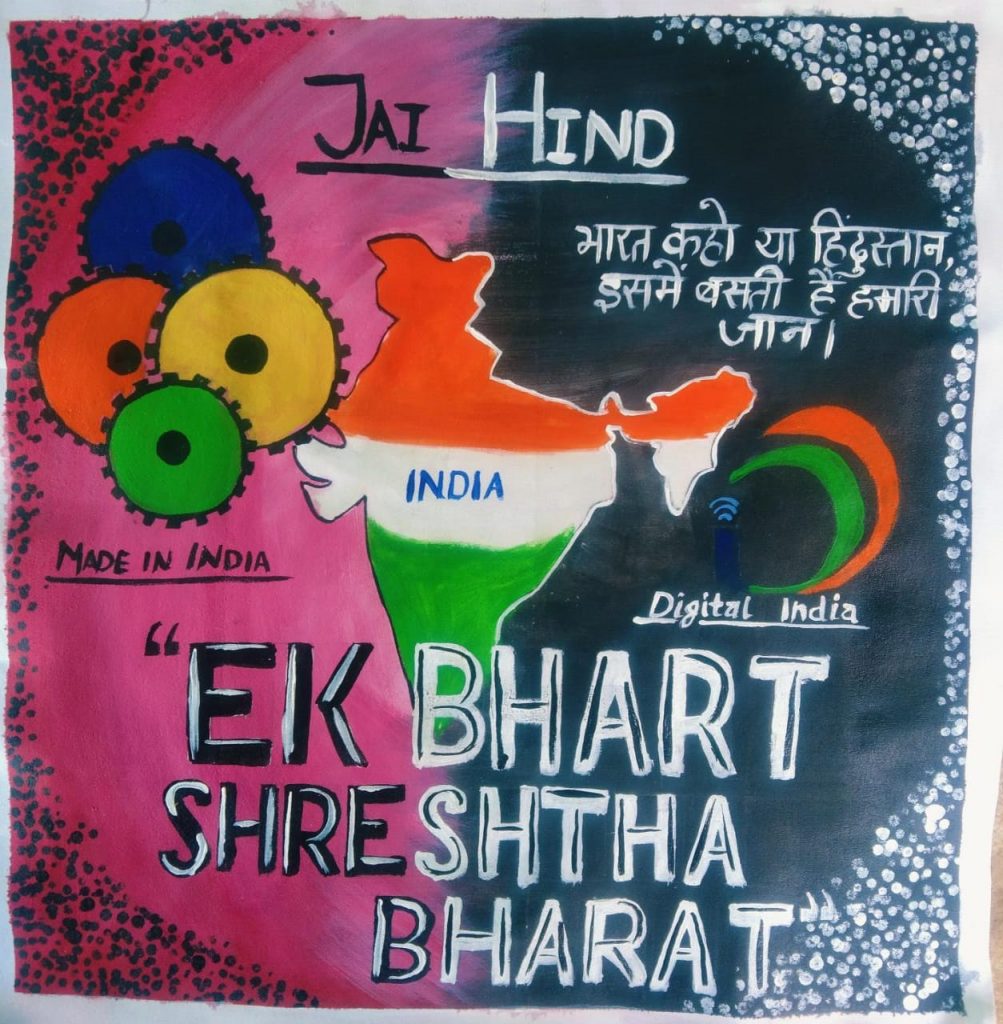 JAI HIND
भारत कहो या हिंदुस्तान,
इसमें बसती हैं हमारी
जान।
INDIA
MADE IN INDIA
Digital India
"EK BHART
SHRESHTHA
BHARAT"